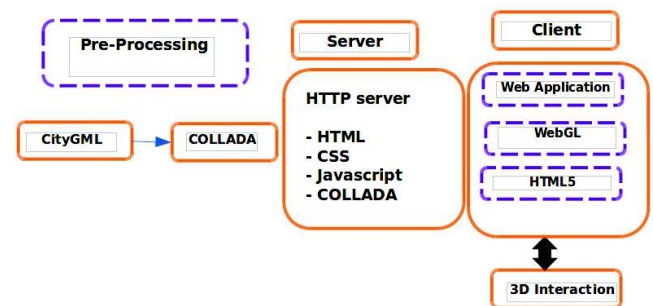 Pre-Processing
Server
Client
CityGML
COLLADA
HTTP server
- HTML
- CSS
- Javascript
- COLLADA
Web Application
WebGL
HTML5
3D Interaction